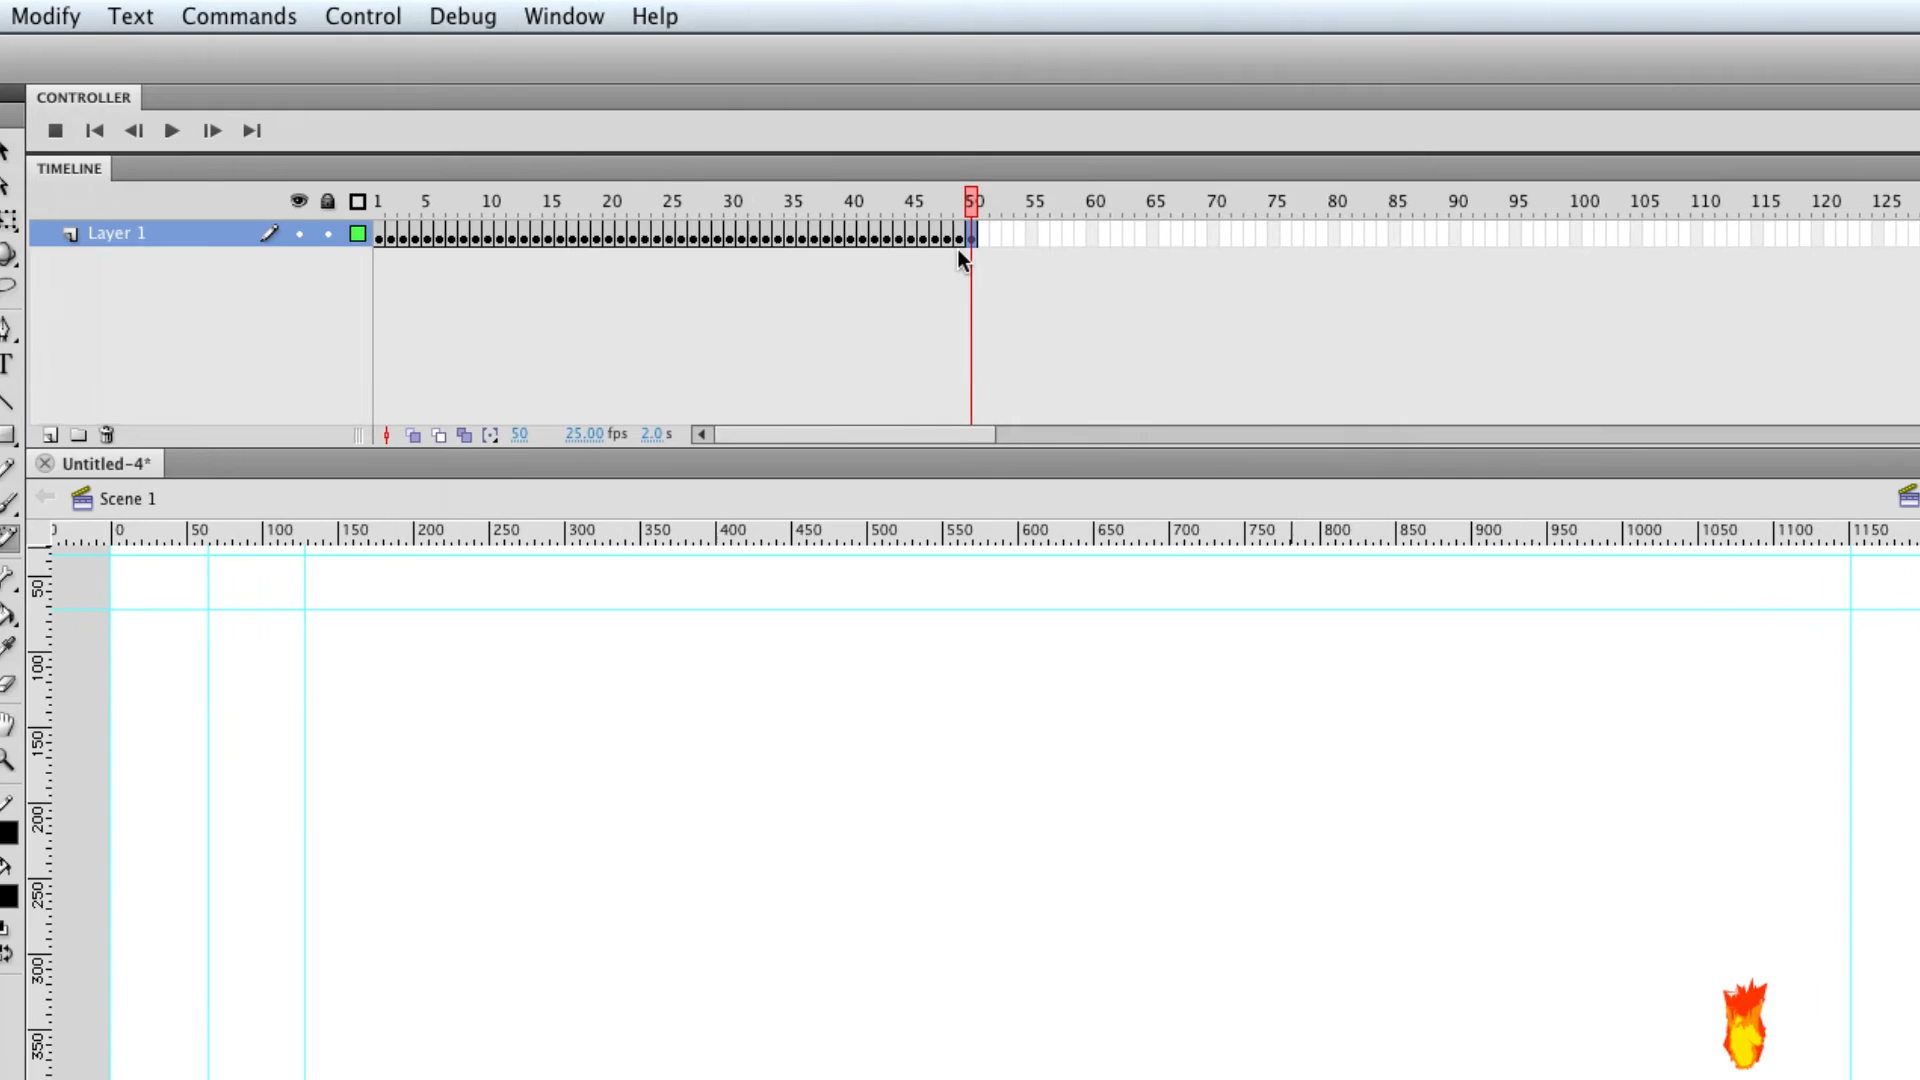 Modify Text Commands Control Debug Window Help
CONTROLLER
TIMELINE
1 5 10 15 20 25 30 35 40 45 50 55 60 65 70 75 80 85 90 95 100 105 110 115 120 125
Layer 1
50 25.00 fps 2.0 s
Untitled-4*
Scene 1
0 50 100 150 200 250 300 350 400 450 500 550 600 650 700 750 800 850 900 950 1000 1050 1100 1150
50
100
150
200
250
300
350